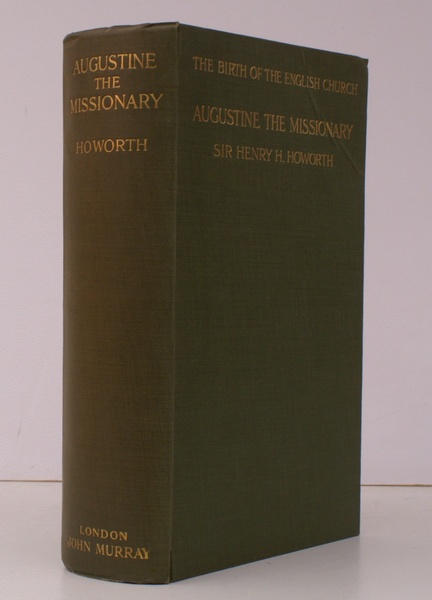 AUGUSTINE
THE
MISSIONARY
HOWORTH
LONDON
JOHN MURRAY
THE BIRTH OF THE ENGLISH CHURCH
AUGUSTINE THE MISSIONARY
SIR HENRY H. HOWORTH